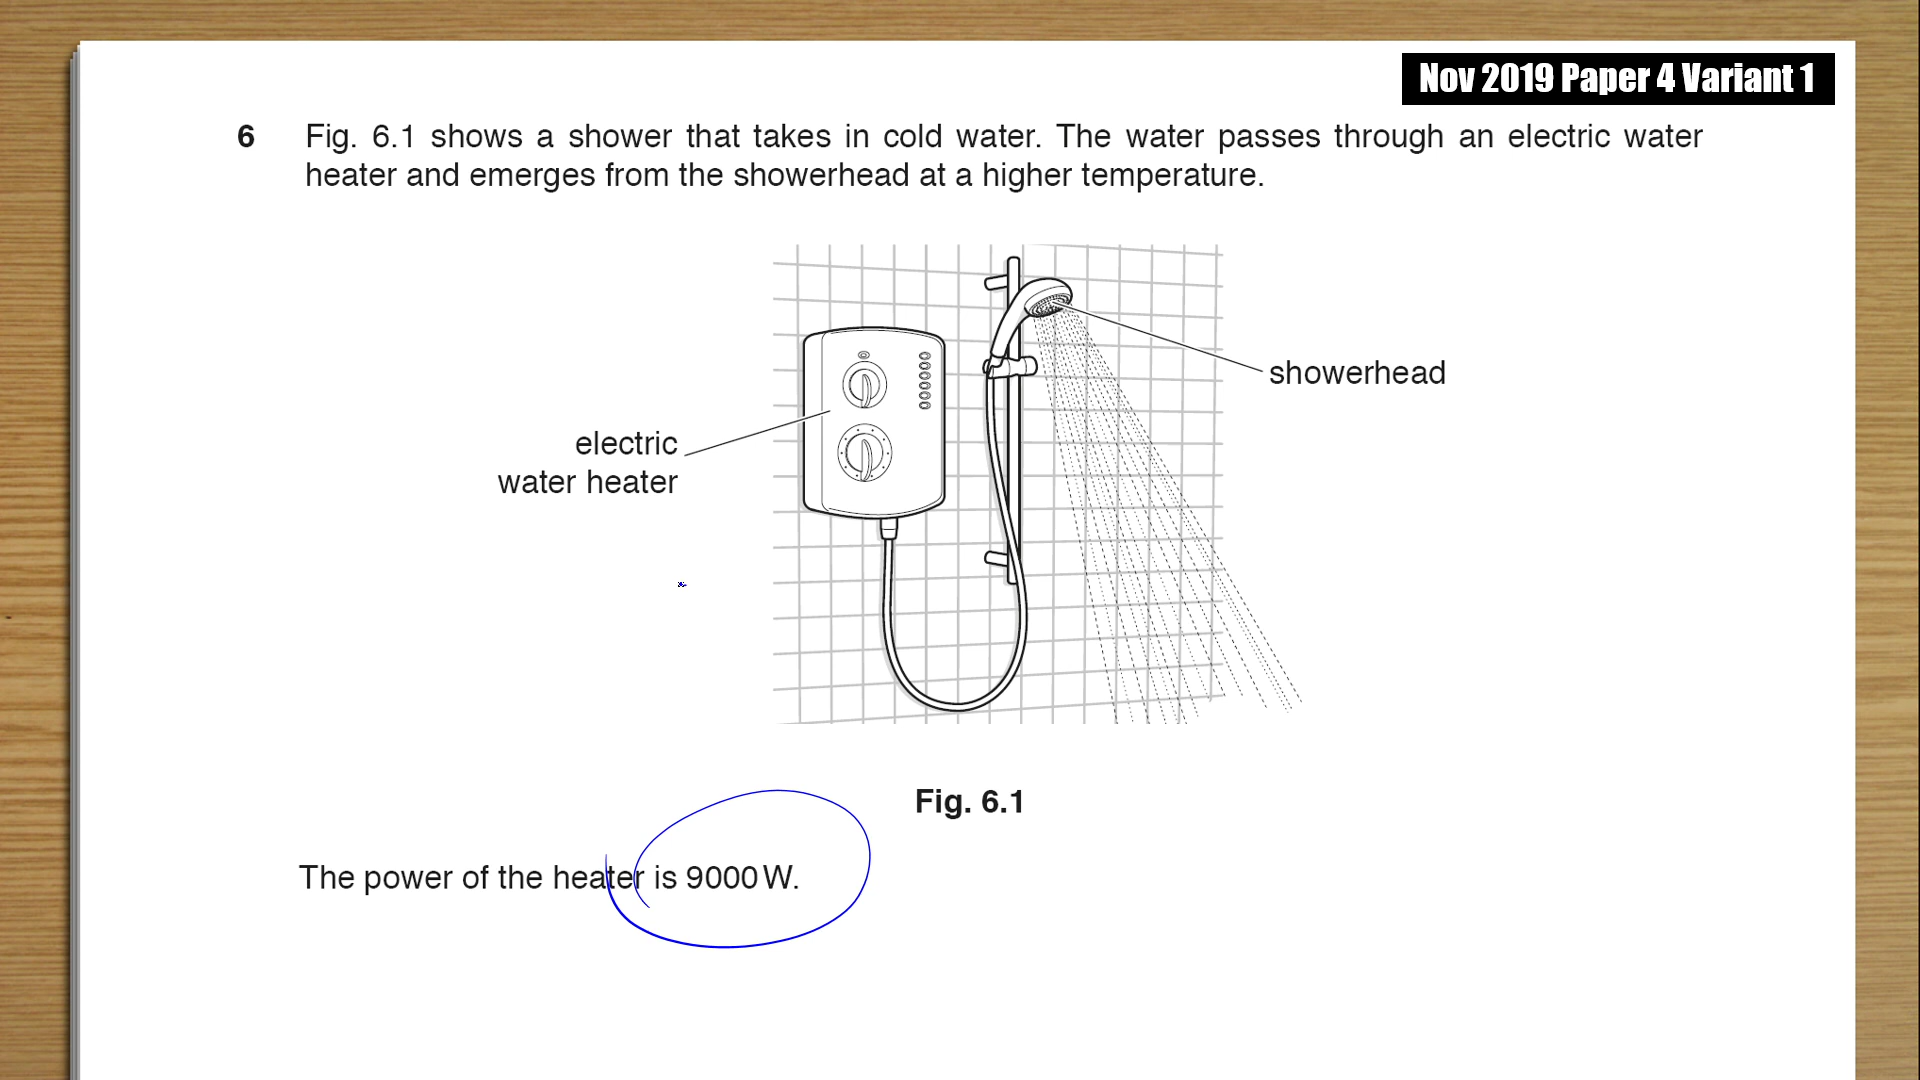 Nov 2019 Paper 4 Variant 1
6 Fig. 6.1 shows a shower that takes in cold water. The water passes through an electric water
heater and emerges from the showerhead at a higher temperature.
showerhead
electric
water heater
Fig. 6.1
The power of the heater is 9000 W.